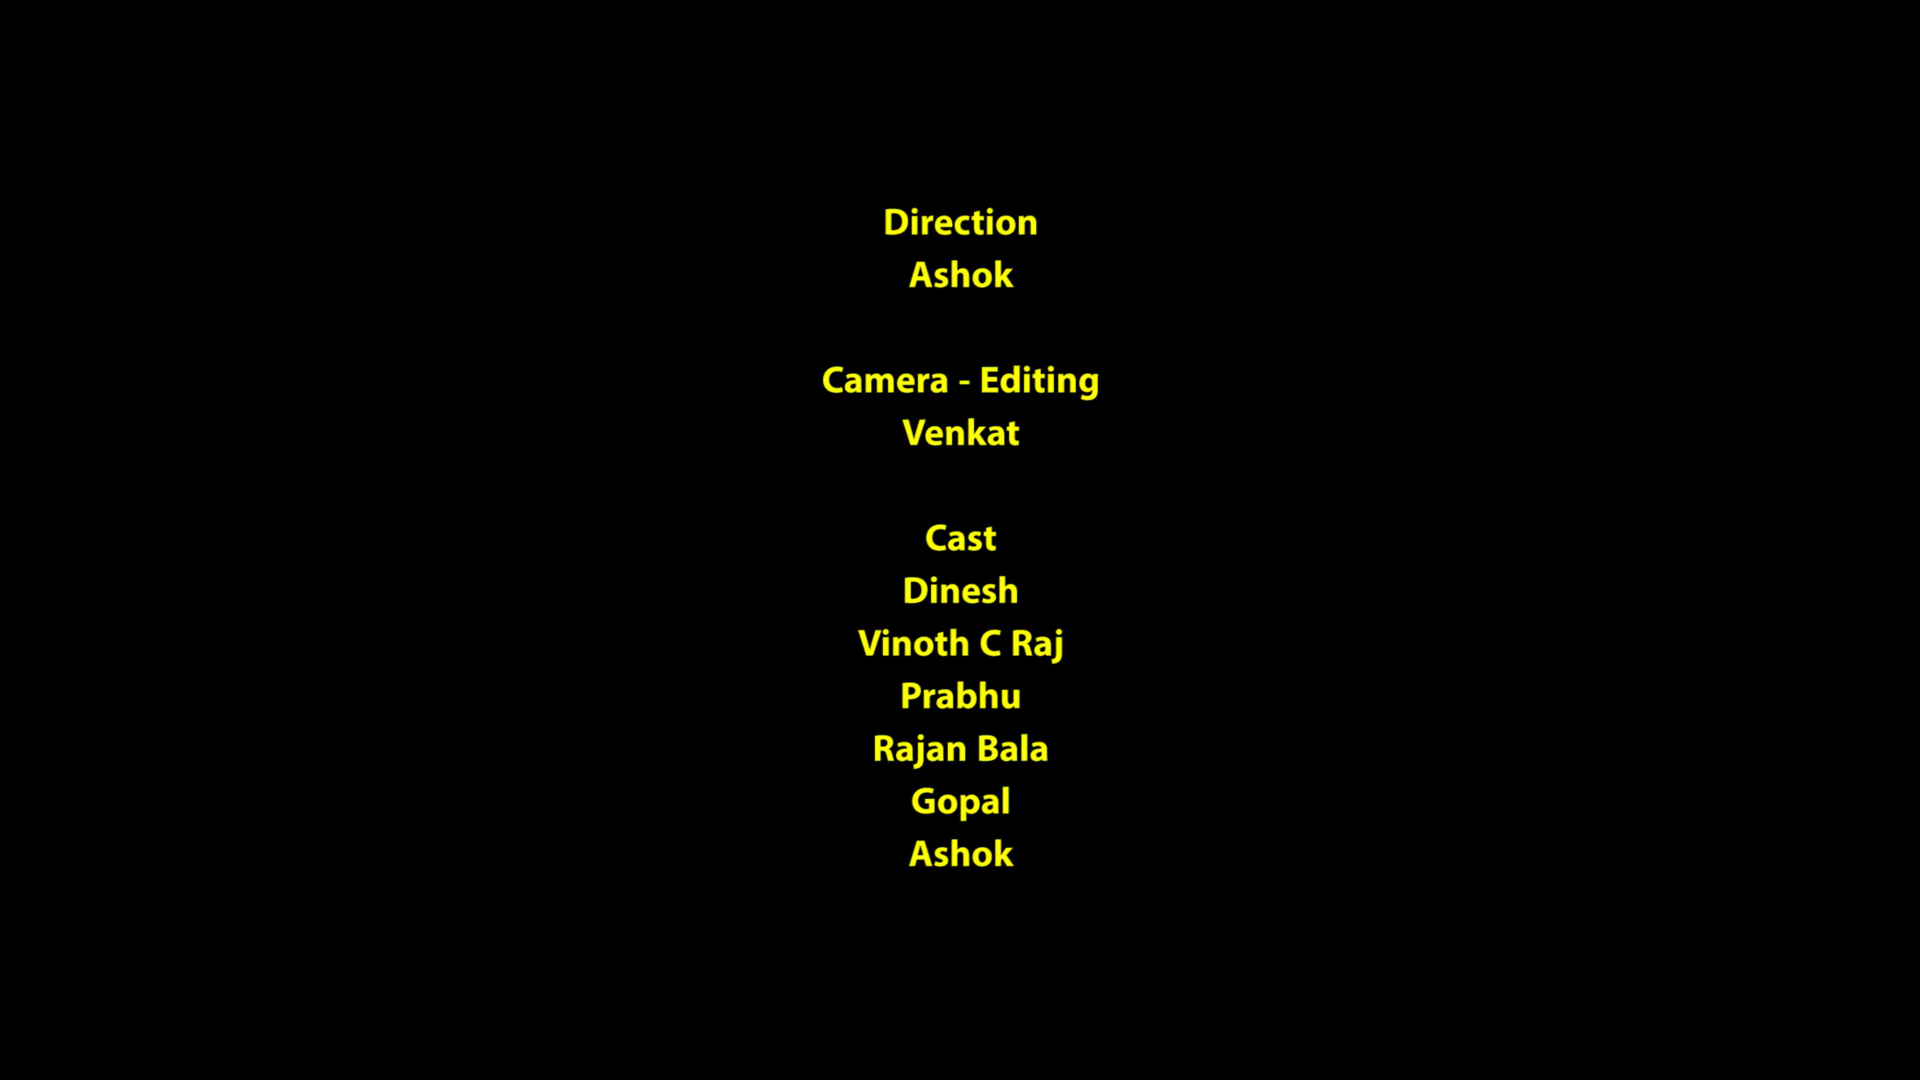 Direction
Ashok
Camera - Editing
Venkat
Cast
Dinesh
Vinoth C Raj
Prabhu
Rajan Bala
Gopal
Ashok